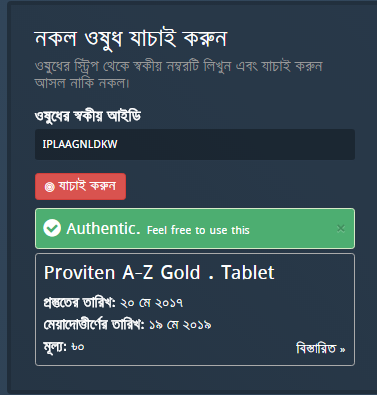 নকল ওষুধ যাচাই করুন
ওষুধের স্ট্রিপ থেকে স্বকীয় নম্বরটি লিখুন এবং যাচাই করুন
আসল নাকি নকল।
ওষুধের স্বকীয় আইডি
IPLAAGNLDKW
যাচাই করুন
Authentic. Feel free to use this ×
Proviten A-Z Gold . Tablet
প্রস্তুতের তারিখ: ২০ মে ২০১৭
মেয়াদোত্তীর্ণের তারিখ: ১৯ মে ২০১৯
মূল্য: ৳০
বিস্তারিত »